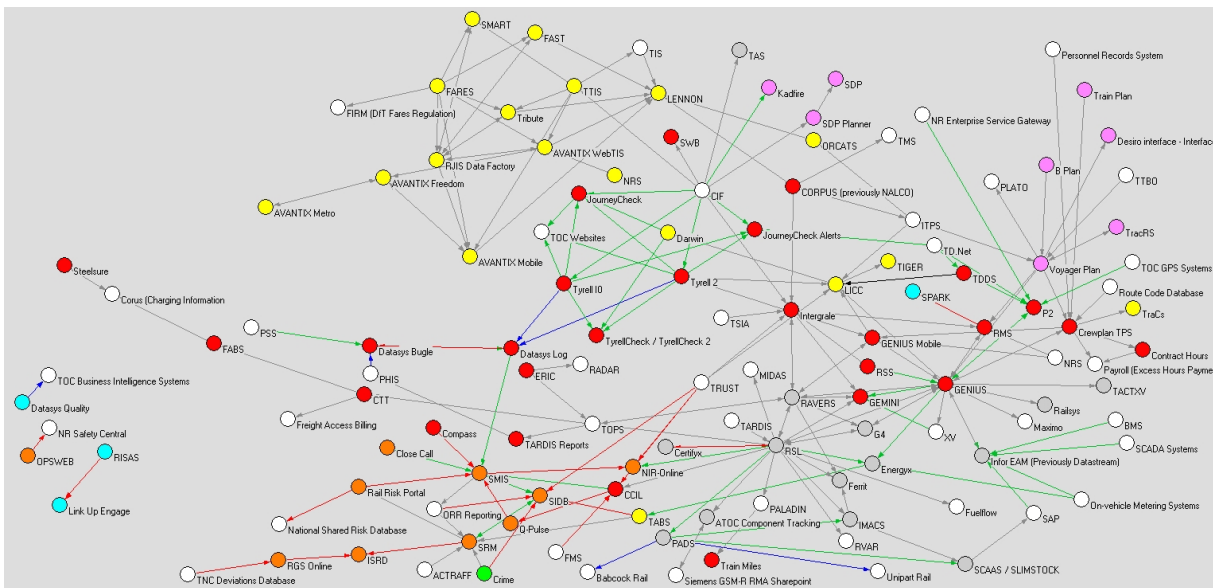 SMART
FAST
TIS
TAS
Personnel Records System
FARES
TTIS
LENNON
Kadfire
SDP
Train Plan
FIRM (DfT Fares Regulation)
Tribute
SDP Planner
NR Enterprise Service Gateway
SWB
ORCATS
TMS
Desiro interface - Interface
RJIS Data Factory
AVANTIX WebTIS
B Plan
AVANTIX Freedom
NRS
CIF
CORPUS (previously NALCO)
PLATO
TTBO
AVANTIX Metro
JourneyCheck
ITPS
TOC Websites
Darwin
JourneyCheck Alerts
TracRS
AVANTIX Mobile
TD.Net
Steelsure
TIGER
Voyager Plan
TOC GPS Systems
Tyrell IO
Tyrell 2
LICC
TDDS
Corus (Charging Information
SPARK
Route Code Database
Intergrale
P2
TraCs
PSS
TSIA
RMS
Crewplan TPS
FABS
Datasys Bugle
Datasys Log
TyrellCheck / TyrellCheck 2
GENIUS Mobile
Contract Hours
PHIS
ERIC
RADAR
RSS
NRS
Payroll (Excess Hours Payme
TOC Business Intelligence Systems
TRUST
MIDAS
GENIUS
TACTXV
Datasys Quality
CTT
RAVERS
GEMINI
Railsys
Freight Access Billing
TOPS
G4
XV
Maximo
BMS
NR Safety Central
Compass
TARDIS Reports
TARDIS
RSL
SCADA Systems
OPSWEB
RISAS
Close Call
Certifyx
Energyx
Infor EAM (Previously Datastream)
SMIS
NIR-Online
Rail Risk Portal
CCIL
Ferrit
On-vehicle Metering Systems
Link Up Engage
ORR Reporting
SIDB
PALADIN
Fuelflow
SAP
National Shared Risk Database
Q-Pulse
TABS
ATOC Component Tracking
IMACS
SRM
PADS
RVAR
RGS Online
ISRD
FMS
Train Miles
SCAAS / SLIMSTOCK
TNC Deviations Database
ACTRAFF
Crime
Babcock Rail
Siemens GSM-R RMA Sharepoint
Unipart Rail